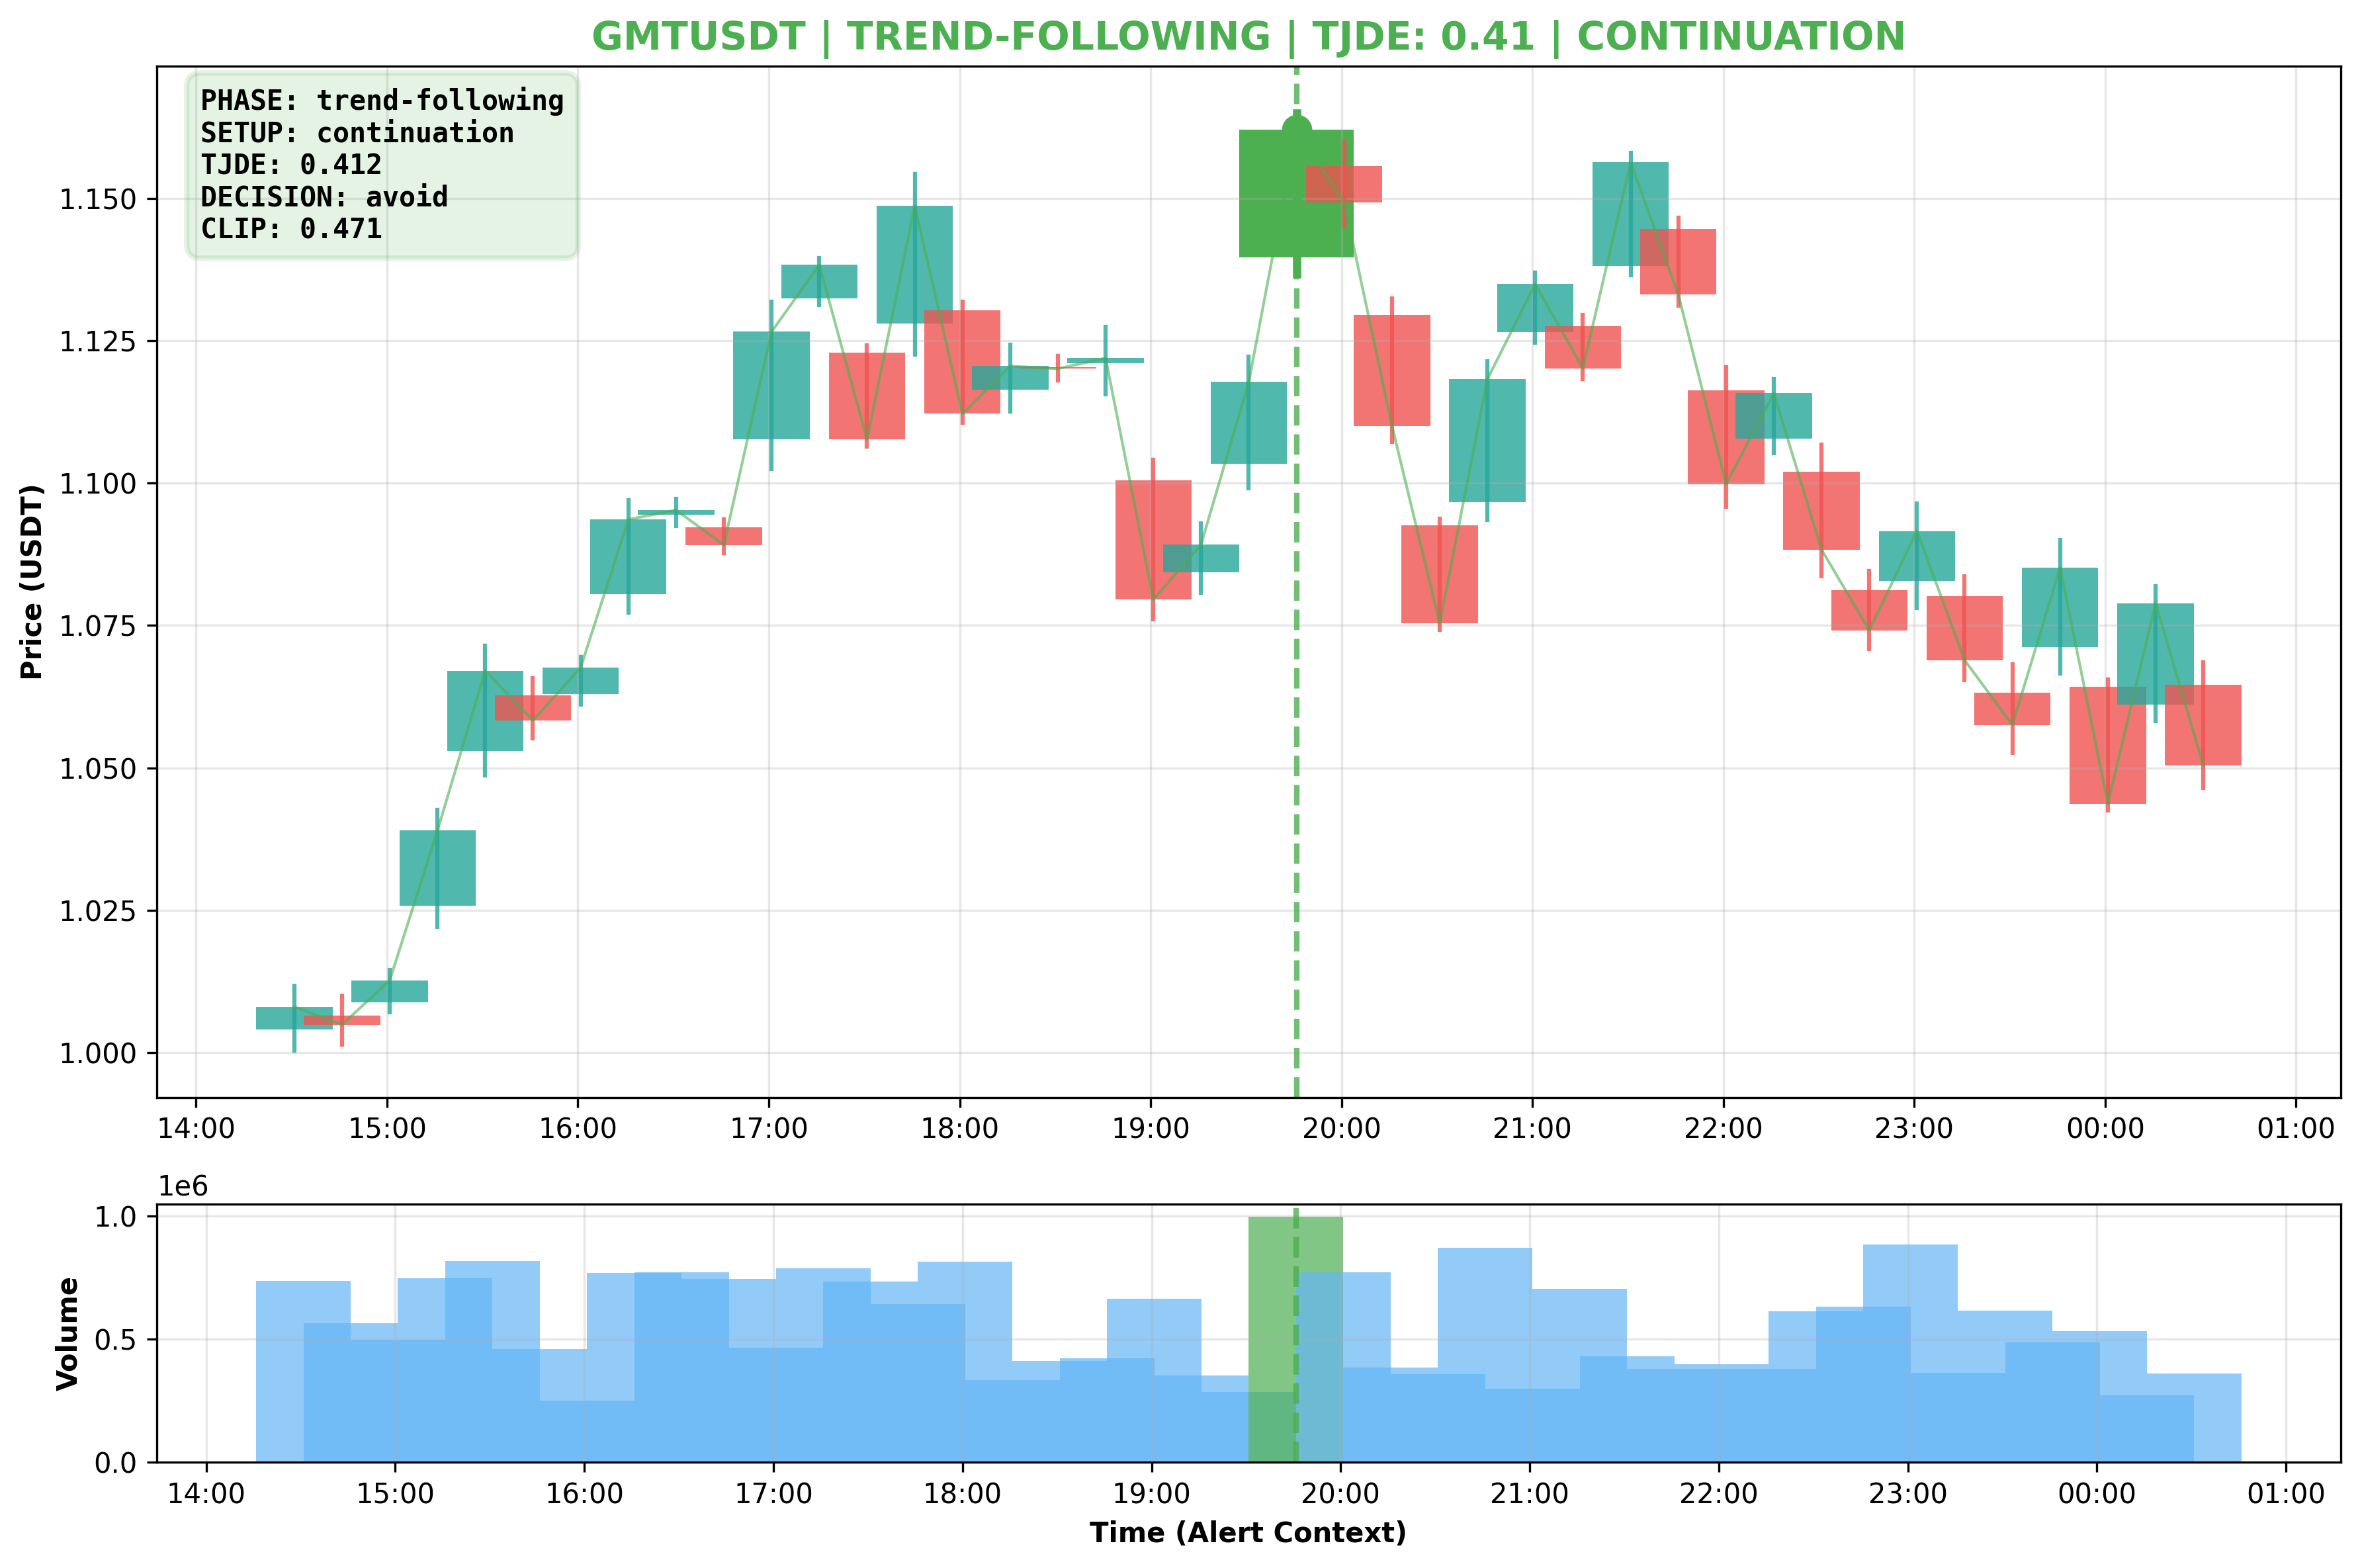 GMTUSDT | TREND-FOLLOWING | TJDE: 0.41 | CONTINUATION
PHASE: trend-following
SETUP: continuation
TJDE: 0.412
DECISION: avoid
CLIP: 0.471
Price (USDT)
1.150
1.125
1.100
1.075
1.050
1.025
1.000
14:00 15:00 16:00 17:00 18:00 19:00 20:00 21:00 22:00 23:00 00:00 01:00
1e6
Volume
1.0
0.5
0.0
14:00 15:00 16:00 17:00 18:00 19:00 20:00 21:00 22:00 23:00 00:00 01:00
Time (Alert Context)